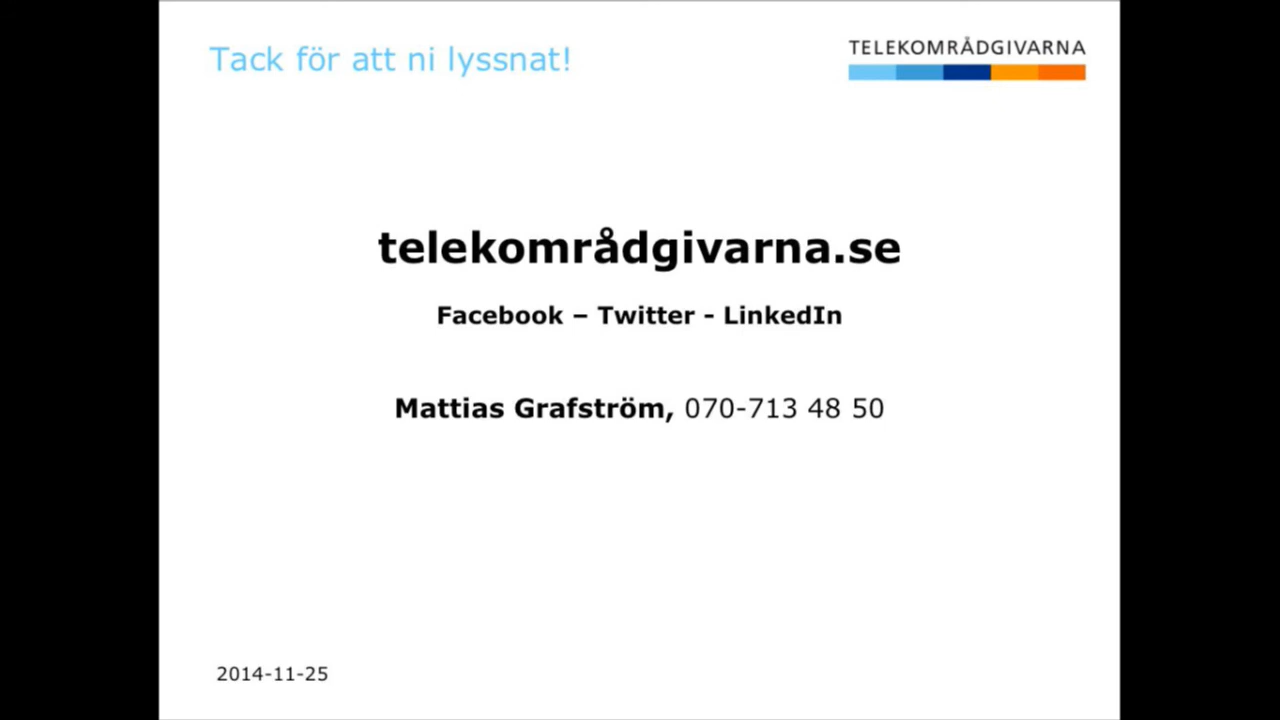 Tack för att ni lyssnat!
TELEKOMRÅDGIVARNA
telekområdgivarna.se
Facebook – Twitter - LinkedIn
Mattias Grafström, 070-713 48 50
2014-11-25